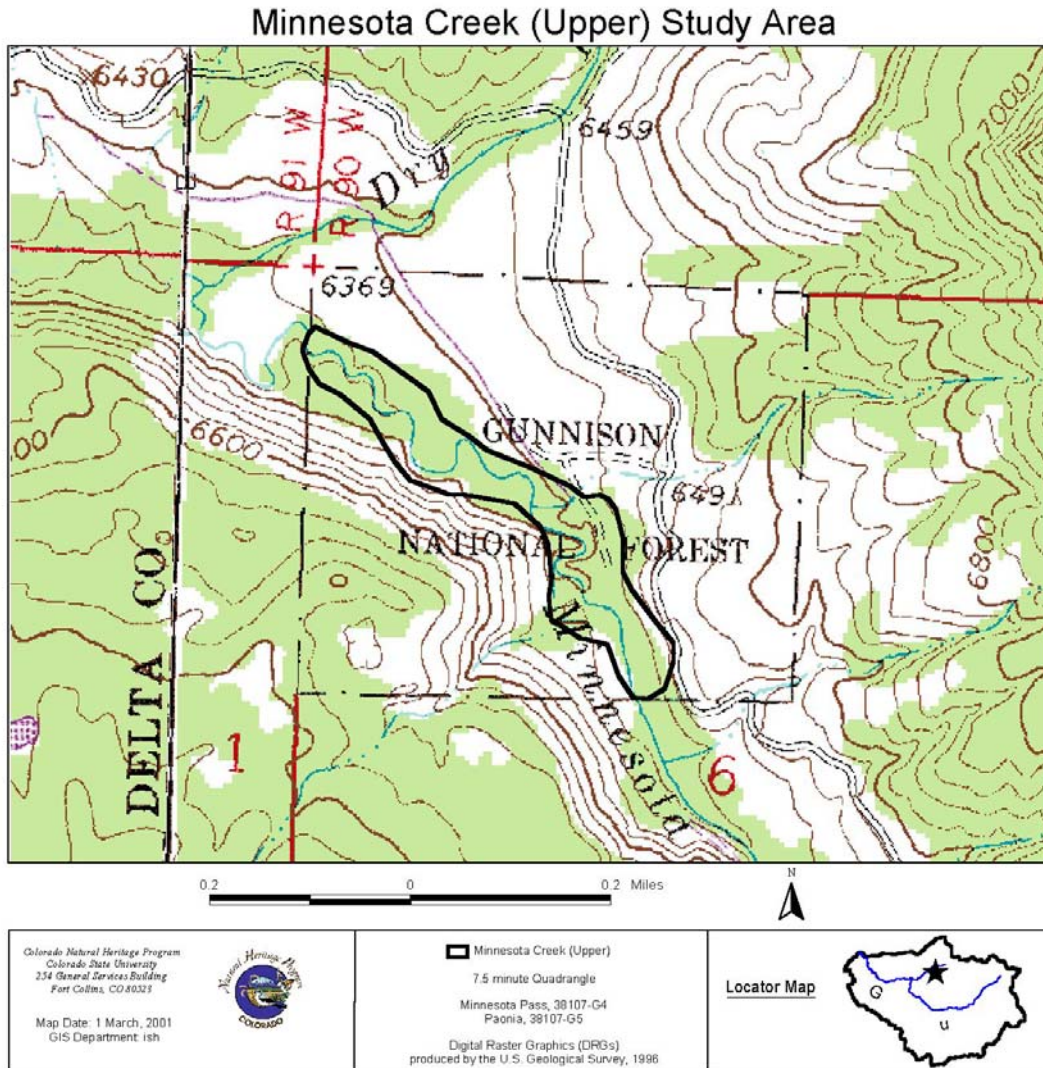 Minnesota Creek (Upper) Study Area
6430
R 91 W
R 90 W
Dry
6459
7000
6369
6600
00
GUNNISON
6491
NATIONAL FOREST
6800
DELTA CO.
Minnesota
1
6
0.2 0 0.2 Miles
N
Colorado Natural Heritage Program
Colorado State University
254 General Services Building
Fort Collins, CO 80523
Map Date: 1 March, 2001
GIS Department: ish
Natural Heritage Program
COLORADO
Minnesota Creek (Upper)
7.5 minute Quadrangle
Minnesota Pass, 38107-G4
Paonia, 38107-G5
Digital Raster Graphics (DRGs)
produced by the U.S. Geological Survey, 1996
Locator Map
G
u